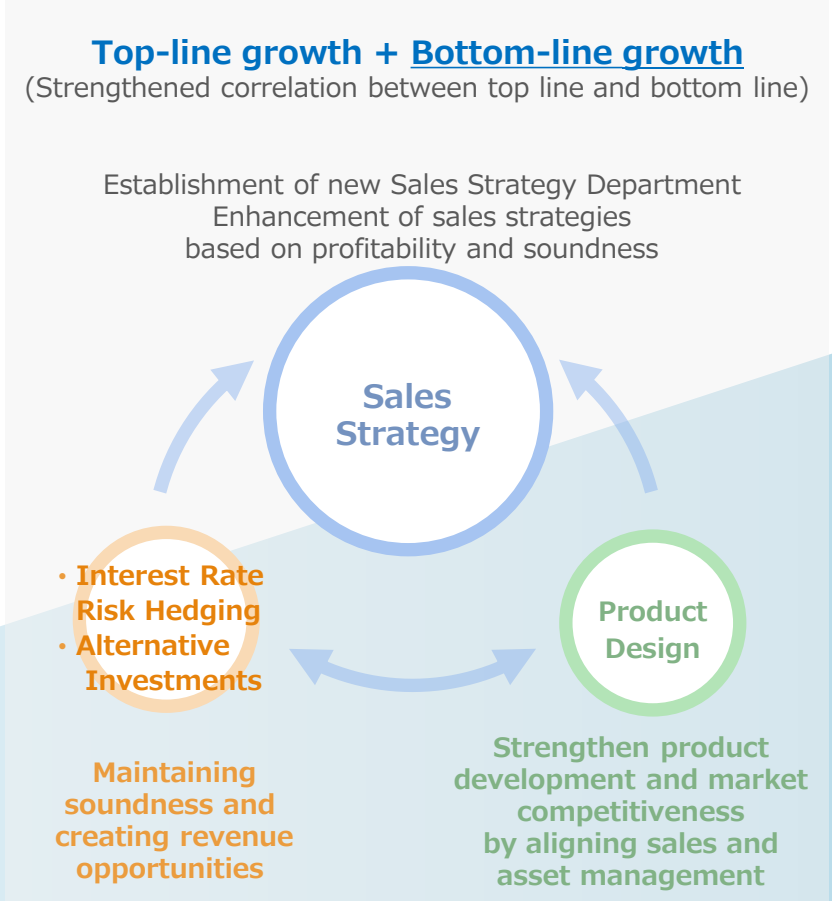 Top-line growth + Bottom-line growth
(Strengthened correlation between top line and bottom line)
Establishment of new Sales Strategy Department
Enhancement of sales strategies
based on profitability and soundness
Sales
Strategy
・Interest Rate
Risk Hedging
・Alternative
Investments
Product
Design
Maintaining
soundness and
creating revenue
opportunities
Strengthen product
development and market
competitiveness
by aligning sales and
asset management